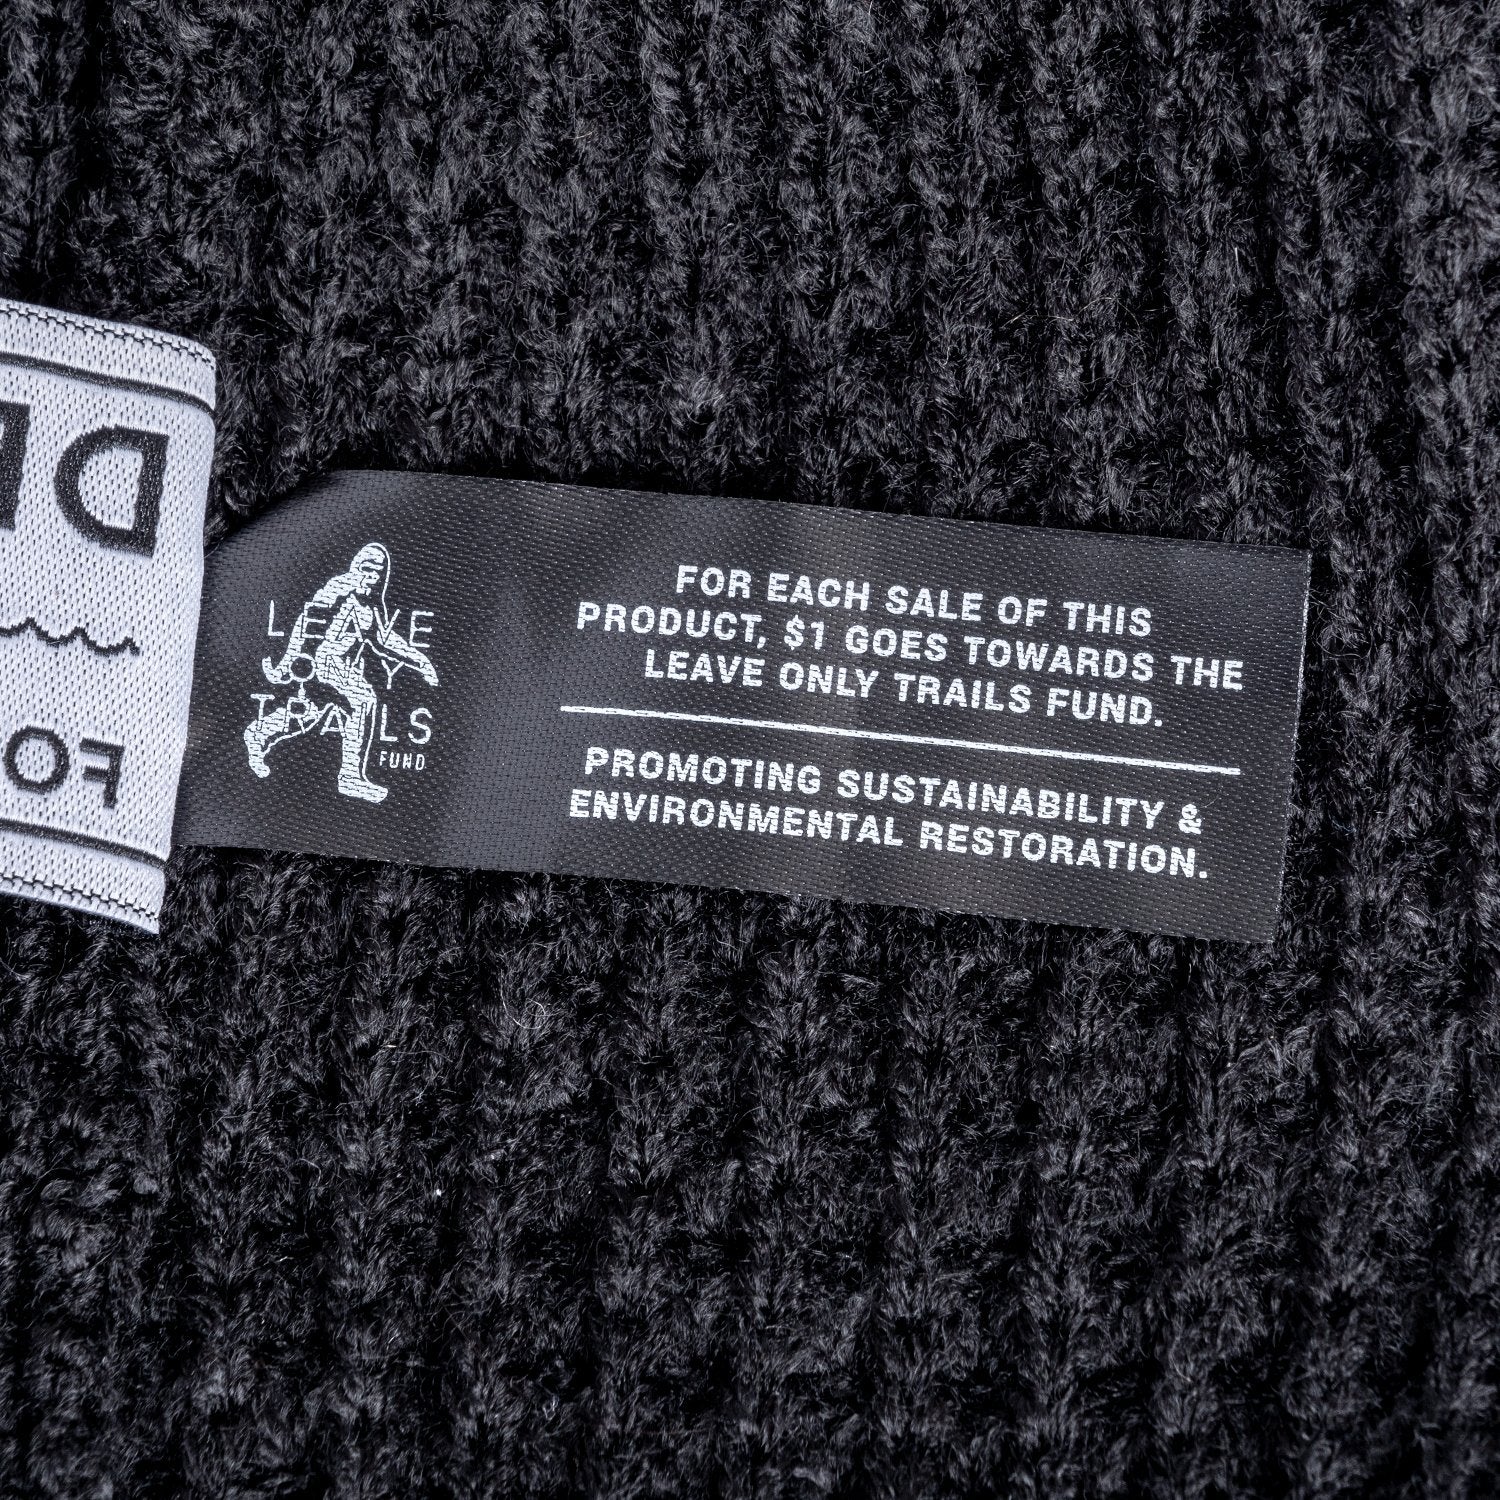 LEAVE
ONLY
TRAILS
FUND
FOR EACH SALE OF THIS
PRODUCT, $1 GOES TOWARDS THE
LEAVE ONLY TRAILS FUND.
PROMOTING SUSTAINABILITY &
ENVIRONMENTAL RESTORATION.